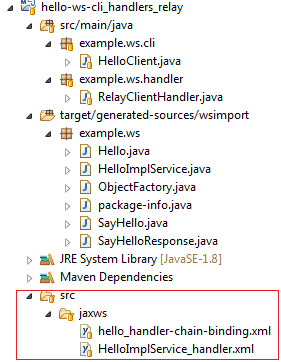 hello-ws-cli_handlers_relay
src/main/java
example.ws.cli
HelloClient.java
example.ws.handler
RelayClientHandler.java
target/generated-sources/wsimport
example.ws
Hello.java
HelloImplService.java
ObjectFactory.java
package-info.java
SayHello.java
SayHelloResponse.java
JRE System Library [JavaSE-1.8]
Maven Dependencies
src
jaxws
hello_handler-chain-binding.xml
HelloImplService_handler.xml